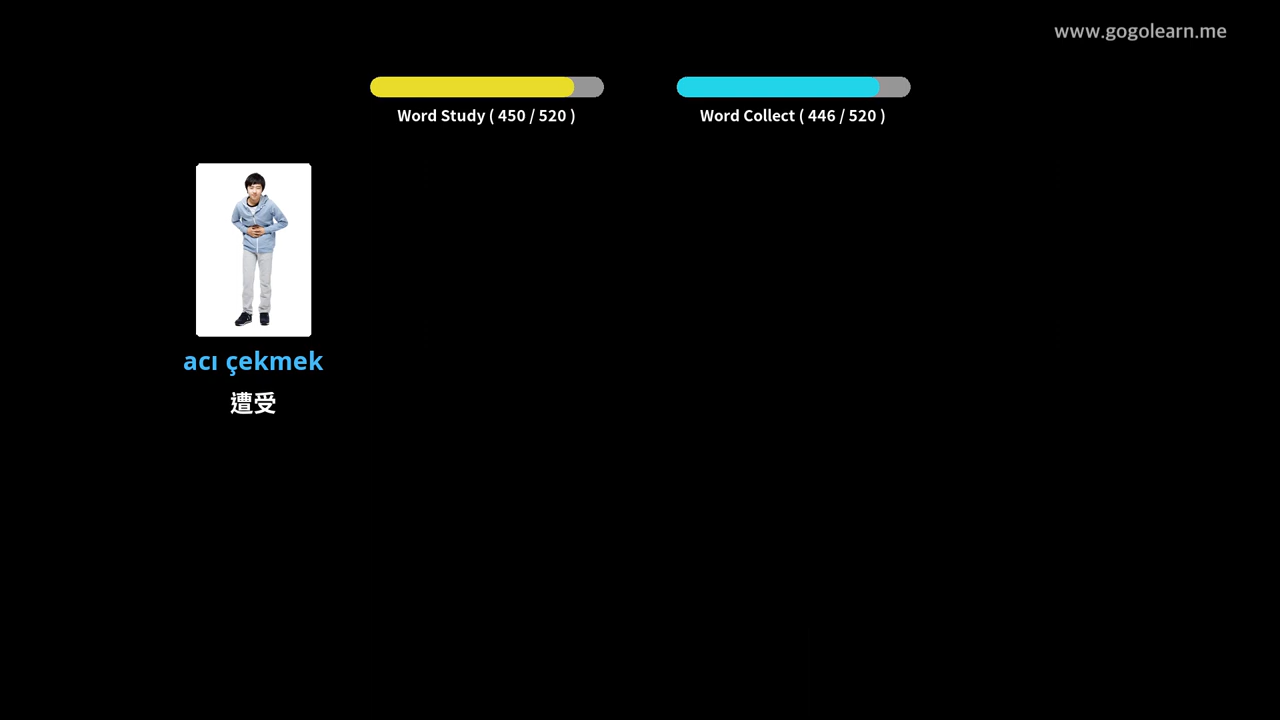 www.gogolearn.me
Word Study ( 450 / 520 )
Word Collect ( 446 / 520 )
acı çekmek
遭受